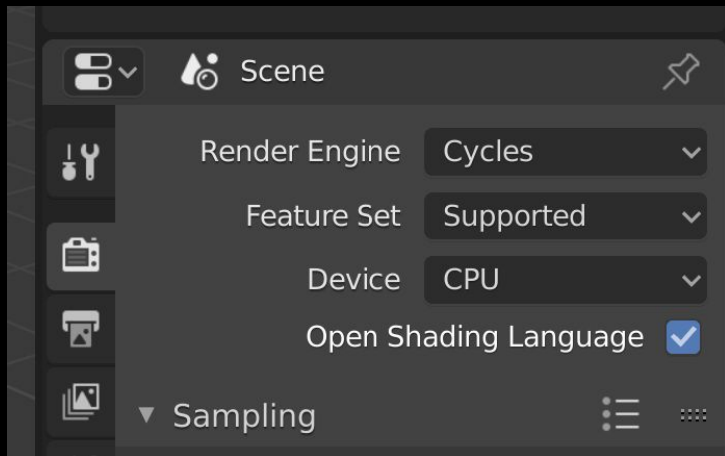 Scene
Render Engine Cycles
Feature Set Supported
Device CPU
Open Shading Language
Sampling